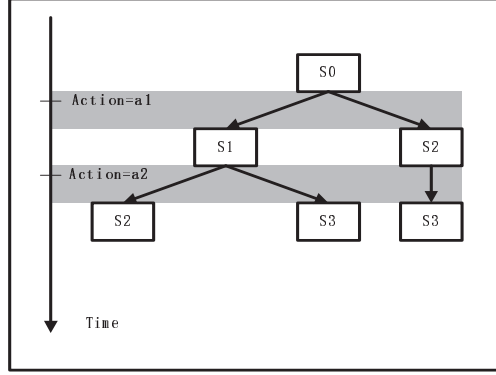 S0
Action=a1
S1 S2
Action=a2
S2 S3 S3
Time